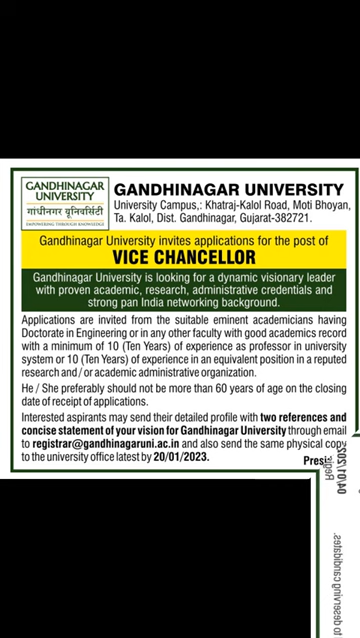 GANDHINAGAR
UNIVERSITY
गांधीनगर यूनिवर्सिटी
EMPOWERING THROUGH KNOWLEDGE
GANDHINAGAR UNIVERSITY
University Campus,: Khatraj-Kalol Road, Moti Bhoyan,
Ta. Kalol, Dist. Gandhinagar, Gujarat-382721.
Gandhinagar University invites applications for the post of
VICE CHANCELLOR
Gandhinagar University is looking for a dynamic visionary leader
with proven academic, research, administrative credentials and
strong pan India networking background.
Applications are invited from the suitable eminent academicians having
Doctorate in Engineering or in any other faculty with good academics record
with a minimum of 10 (Ten Years) of experience as professor in university
system or 10 (Ten Years) of experience in an equivalent position in a reputed
research and / or academic administrative organization.
He / She preferably should not be more than 60 years of age on the closing
date of receipt of applications.
Interested aspirants may send their detailed profile with two references and
concise statement of your vision for Gandhinagar University through email
to registrar@gandhinagaruni.ac.in and also send the same physical copy
to the university office latest by 20/01/2023.
to deserving candidates.